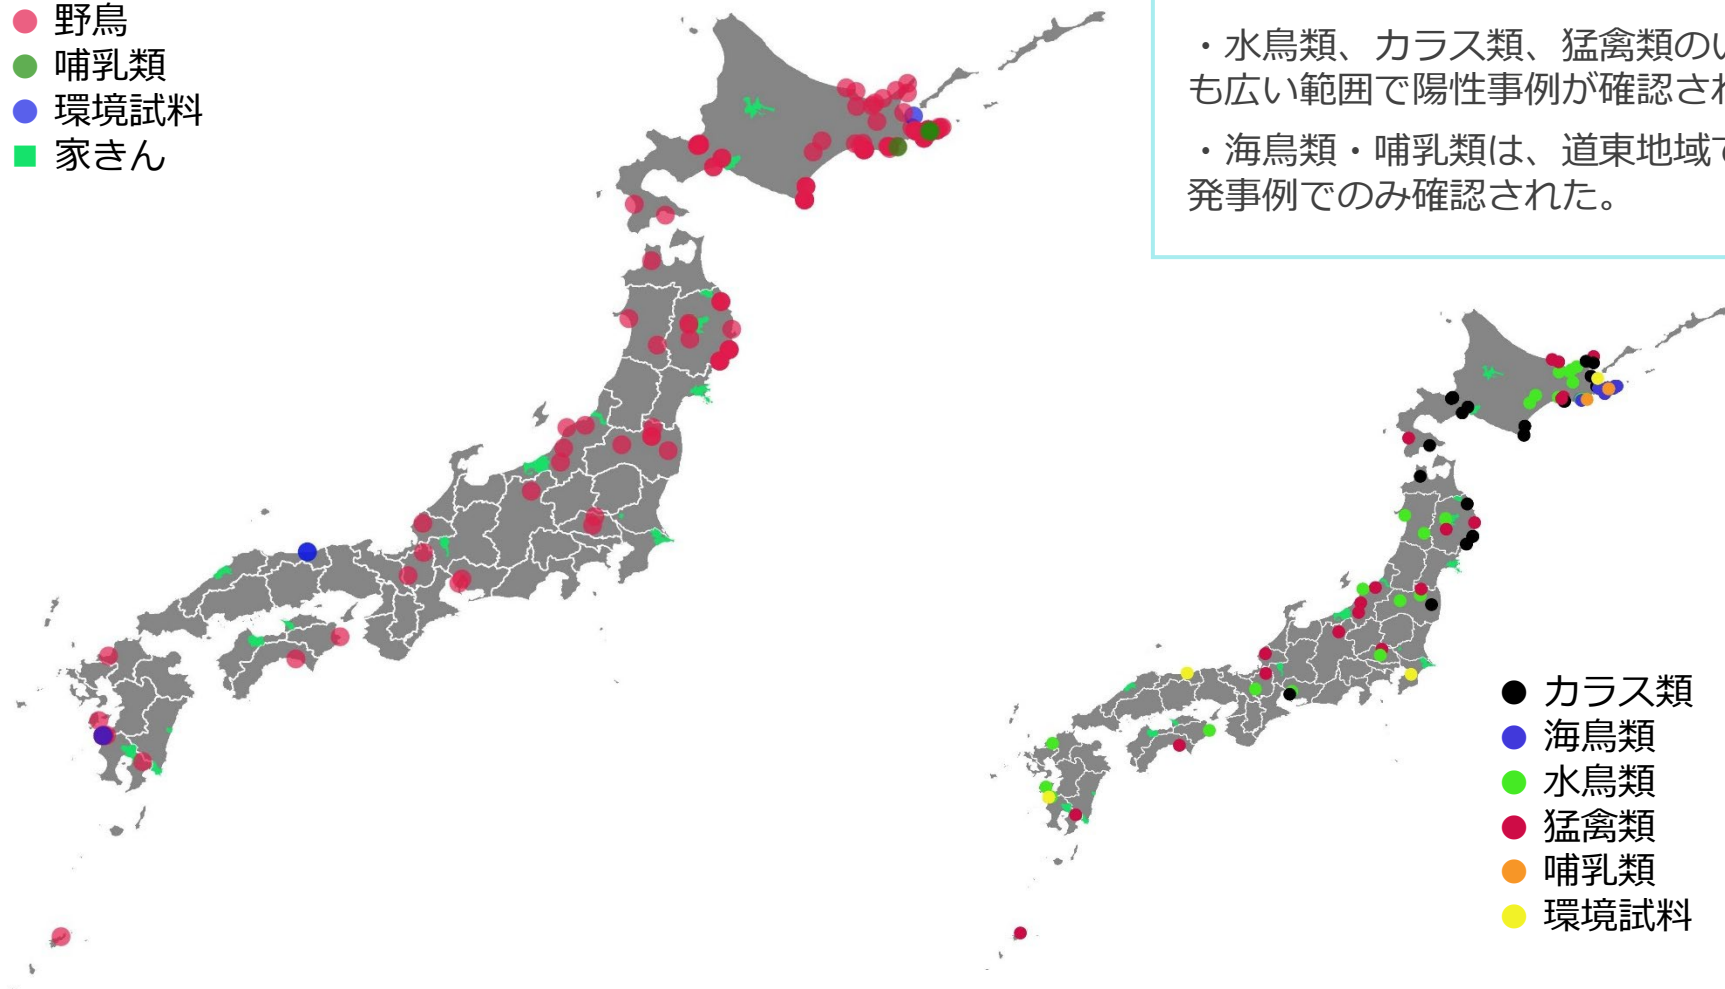 野鳥
哺乳類
環境試料
家きん
・水鳥類、カラス類、猛禽類のい
も広い範囲で陽性事例が確認され
・海鳥類・哺乳類は、道東地域で
発事例でのみ確認された。
カラス類
海鳥類
水鳥類
猛禽類
哺乳類
環境試料